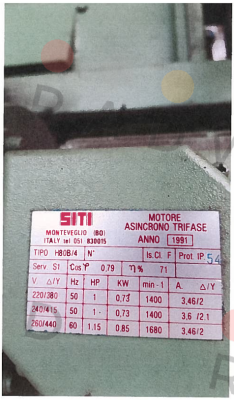 SITI
MOTORE
ASINCRONO TRIFASE
MONTEVEGLIO (BO)
ITALY tel 051 830015
ANNO 1991
TIPO H80B/4 N° Is.Cl. F Prot. IP. 54
Serv. S1 Cosφ 0,79 η% 71
V. Δ/Y Hz HP KW min-1 A. Δ/Y
220/380 50 1 0,73 1400 3,46/2
240/415 50 1- 0,73 1400 3.6 /2.1
260/440 60 1.15 0.85 1680 3,46/2